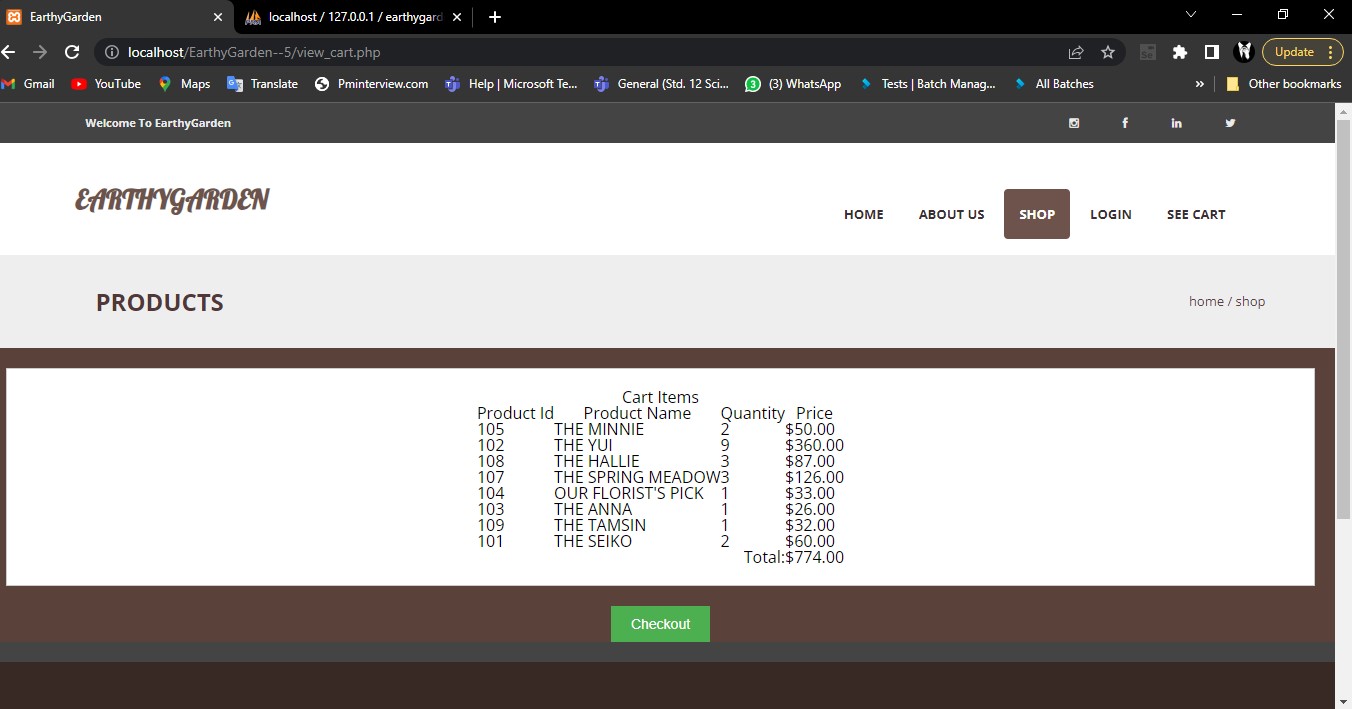 EarthyGarden
localhost / 127.0.0.1 / earthygard
localhost/EarthyGarden--5/view_cart.php
Update
Gmail YouTube Maps Translate Pminterview.com Help | Microsoft Te... General (Std. 12 Sci... (3) WhatsApp Tests | Batch Manag... All Batches » Other bookmarks
Welcome To EarthyGarden
EARTHYGARDEN
HOME ABOUT US SHOP LOGIN SEE CART
PRODUCTS
home / shop
Cart Items
Product Id Product Name Quantity Price
105 THE MINNIE 2 $50.00
102 THE YUI 9 $360.00
108 THE HALLIE 3 $87.00
107 THE SPRING MEADOW3 $126.00
104 OUR FLORIST'S PICK 1 $33.00
103 THE ANNA 1 $26.00
109 THE TAMSIN 1 $32.00
101 THE SEIKO 2 $60.00
Total:$774.00
Checkout